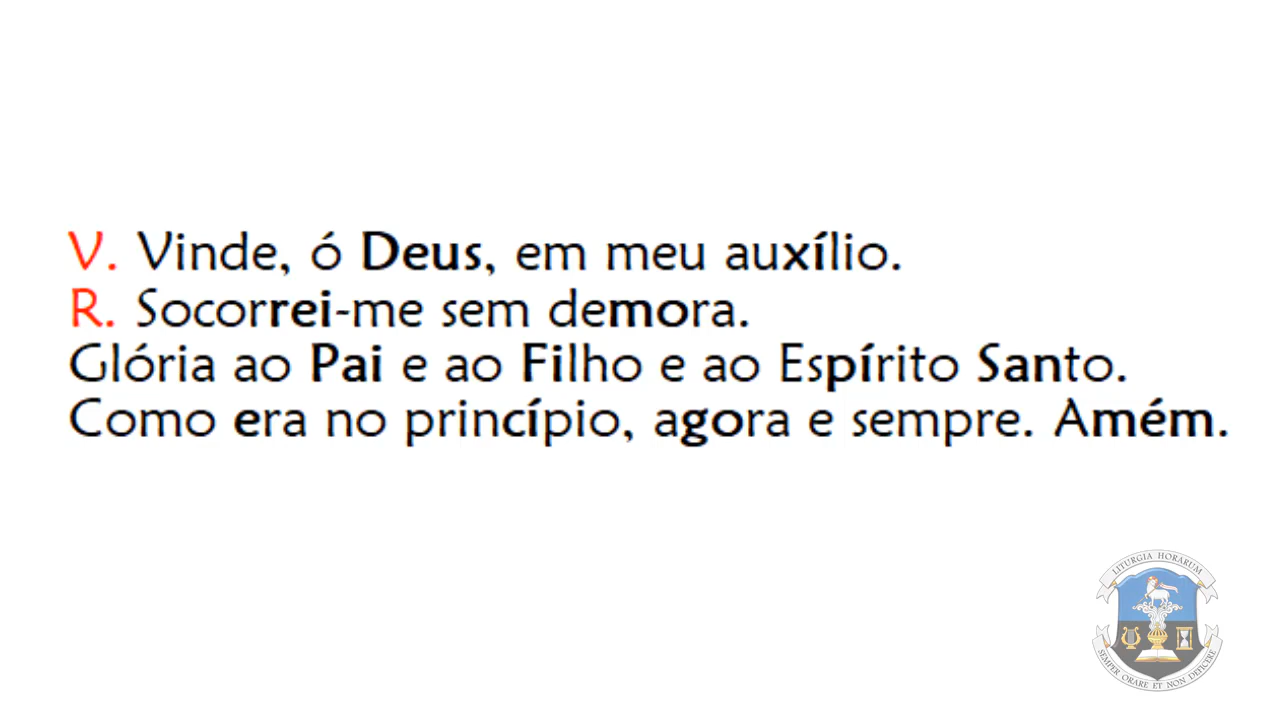 V. Vinde, ó Deus, em meu auxílio.
R. Socorrei-me sem demora.
Glória ao Pai e ao Filho e ao Espírito Santo.
Como era no princípio, agora e sempre. Amém.
LITURGIA HORARUM
SEMPER ORARE ET NON DEFICERE